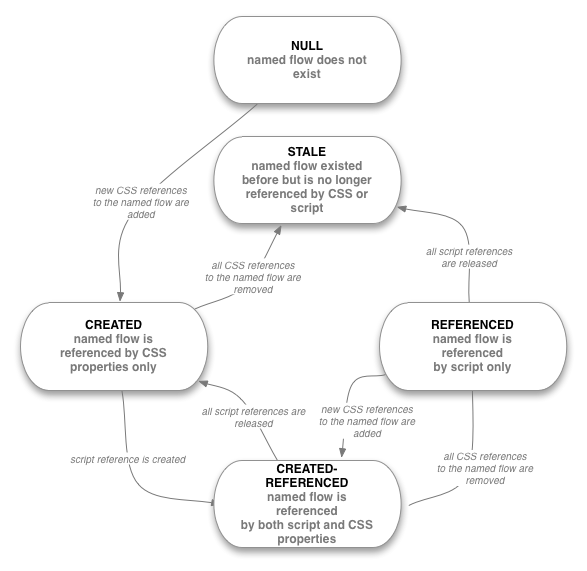 NULL
named flow does not
exist
STALE
named flow existed
before but is no longer
referenced by CSS or
script
new CSS references
to the named flow are
added
all CSS references
to the named flow are
removed
all script references
are released
CREATED
named flow is
referenced by CSS
properties only
REFERENCED
named flow is
referenced
by script only
all script references are
released
new CSS references
to the named flow are
added
script reference is created
all CSS references
to the named flow are
removed
CREATED-
REFERENCED
named flow is
referenced
by both script and CSS
properties